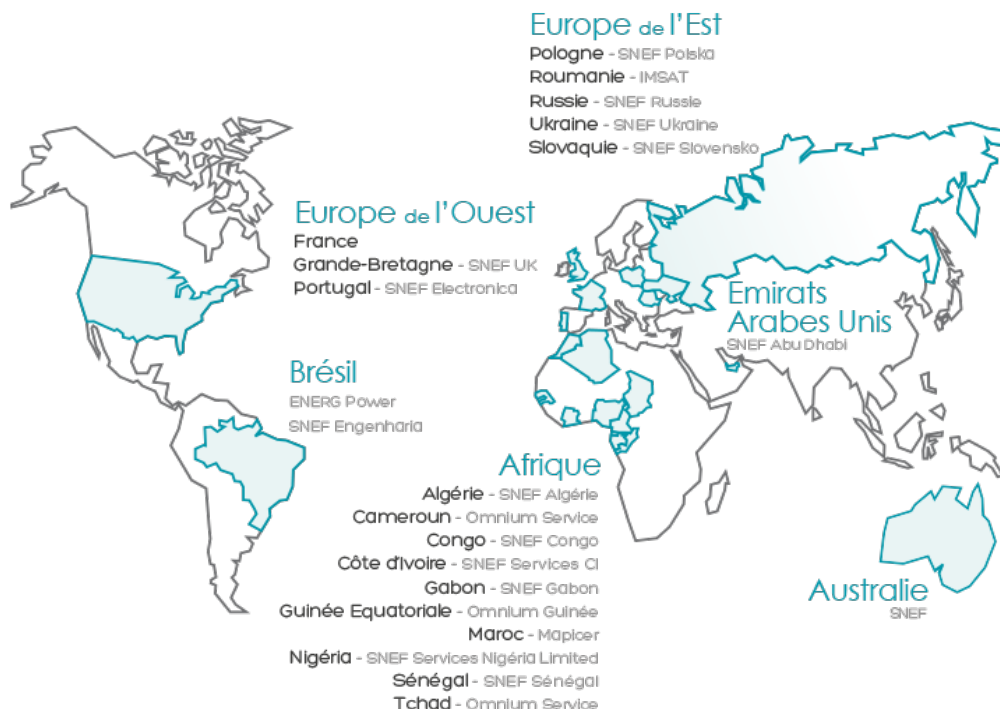 Europe de l'Est
Pologne - SNEF Polska
Roumanie - IMSAT
Russie - SNEF Russie
Ukraine - SNEF Ukraine
Slovaquie - SNEF Slovensko
Europe de l'Ouest
France
Grande-Bretagne - SNEF UK
Portugal - SNEF Electronica
Emirats
Arabes Unis
SNEF Abu Dhabi
Brésil
ENERG Power
SNEF Engenharia
Afrique
Algérie - SNEF Algérie
Cameroun - Omnium Service
Congo - SNEF Congo
Côte d'Ivoire - SNEF Services CI
Gabon - SNEF Gabon
Guinée Equatoriale - Omnium Guinée
Maroc - Mapicer
Nigéria - SNEF Services Nigéria Limited
Sénégal - SNEF Sénégal
Tchad - Omnium Service
Australie
SNEF